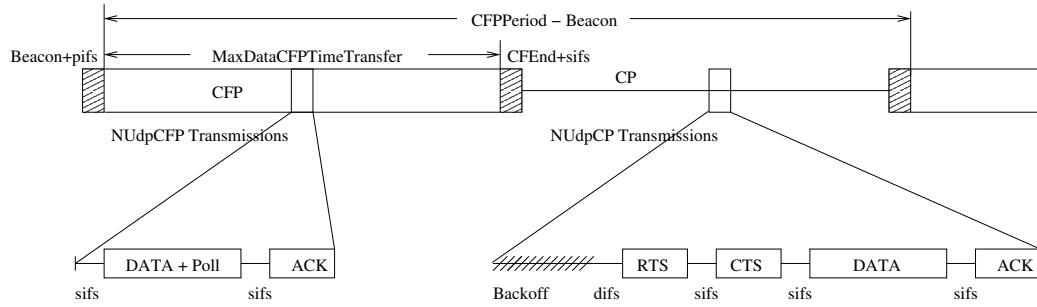 CFPPeriod − Beacon
Beacon+pifs
MaxDataCFPTimeTransfer
CFEnd+sifs
CFP
CP
NUdpCFP Transmissions
NUdpCP Transmissions
DATA + Poll
ACK
RTS
CTS
DATA
ACK
sifs
sifs
Backoff
difs
sifs
sifs
sifs